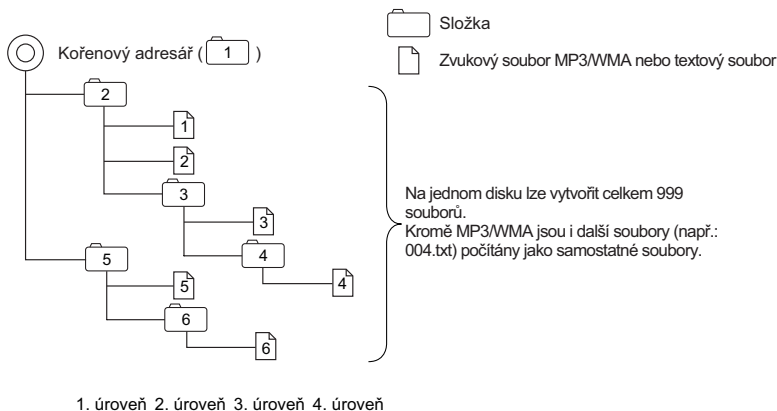 Složka
Kořenový adresář ( 1 )
Zvukový soubor MP3/WMA nebo textový soubor
2
1
2
3
3
4
4
5
5
6
6
Na jednom disku lze vytvořit celkem 999
souborů.
Kromě MP3/WMA jsou i další soubory (např.:
004.txt) počítány jako samostatné soubory.
1. úroveň 2. úroveň 3. úroveň 4. úroveň